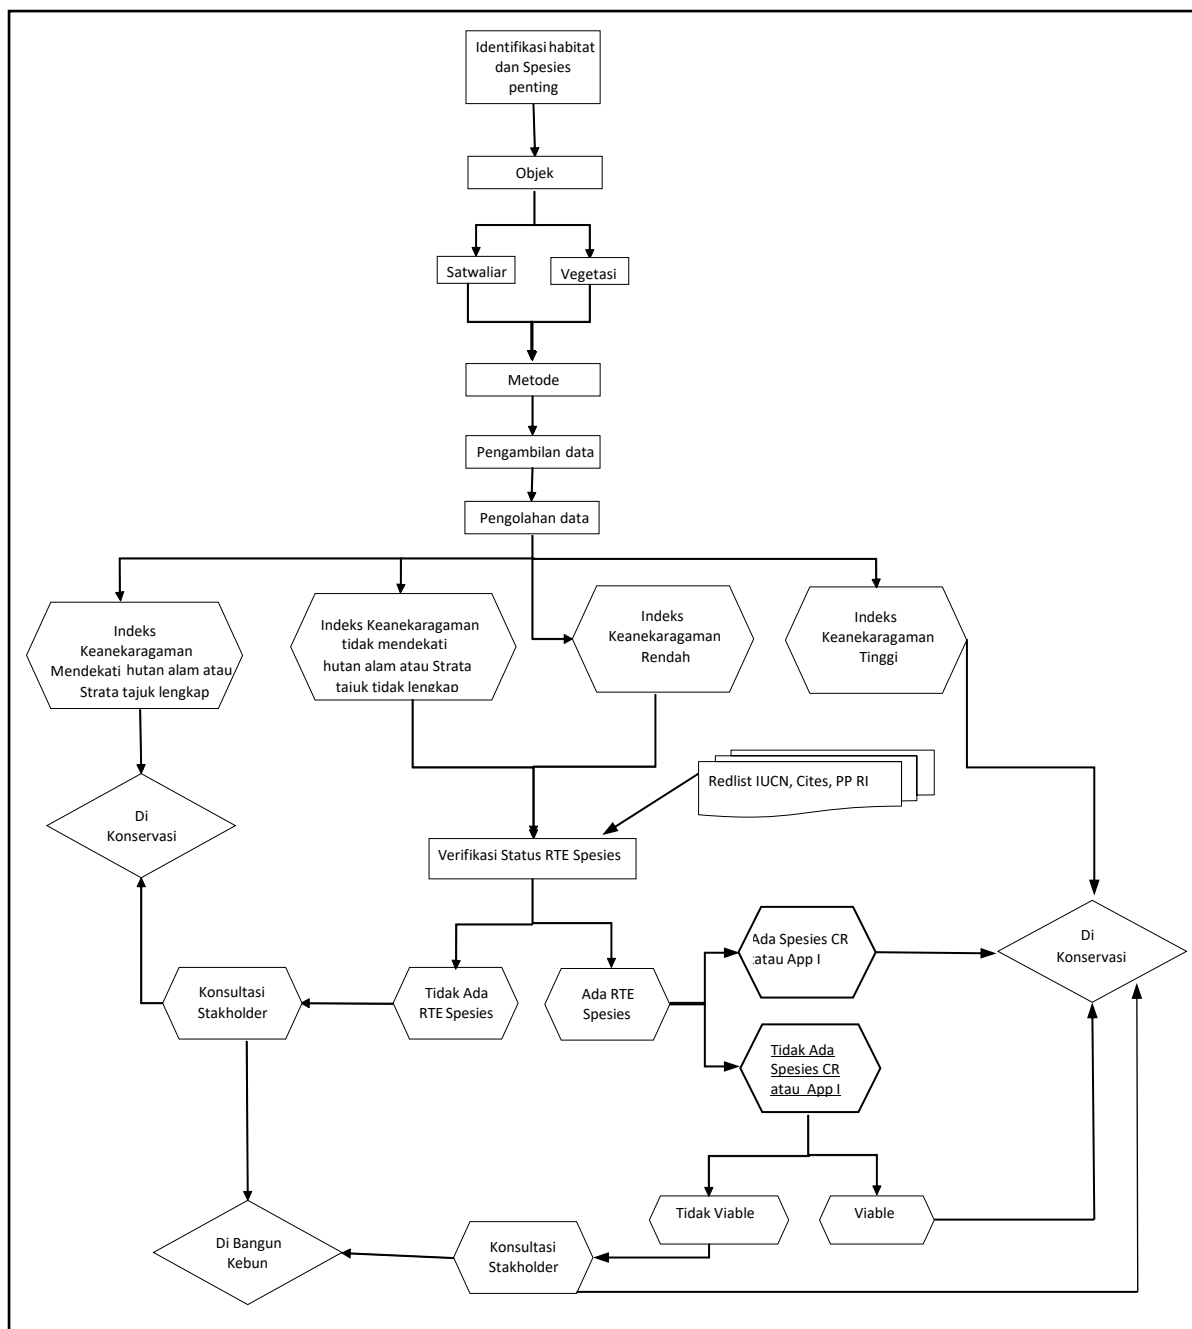 Identifikasi habitat
dan Spesies
penting
Objek
Satwaliar
Vegetasi
Metode
Pengambilan data
Pengolahan data
Indeks
Keanekaragaman
Mendekati hutan alam atau
Strata tajuk lengkap
Indeks Keanekaragaman
tidak mendekati
hutan alam atau Strata
tajuk tidak lengkap
Indeks
Keanekaragaman
Rendah
Indeks
Keanekaragaman
Tinggi
Redlist IUCN, Cites, PP RI
Di
Konservasi
Verifikasi Status RTE Spesies
Ada Spesies CR
atau App I
Di
Konservasi
Konsultasi
Stakholder
Tidak Ada
RTE Spesies
Ada RTE
Spesies
Tidak Ada
Spesies CR
atau App I
Tidak Viable
Viable
Di Bangun
Kebun
Konsultasi
Stakholder